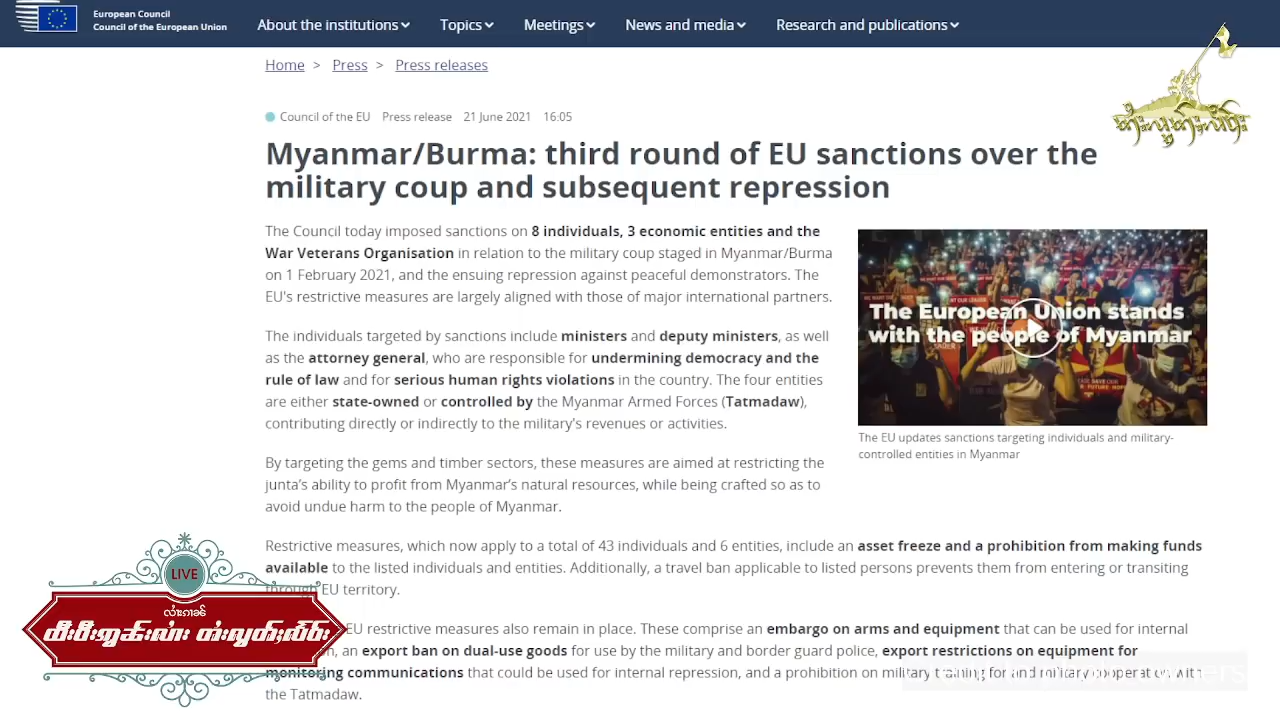 European Council
Council of the European Union
About the institutions Topics Meetings News and media Research and publications
Home > Press > Press releases
Council of the EU Press release 21 June 2021 16:05
Myanmar/Burma: third round of EU sanctions over the
military coup and subsequent repression
The Council today imposed sanctions on 8 individuals, 3 economic entities and the
War Veterans Organisation in relation to the military coup staged in Myanmar/Burma
on 1 February 2021, and the ensuing repression against peaceful demonstrators. The
EU's restrictive measures are largely aligned with those of major international partners.
The individuals targeted by sanctions include ministers and deputy ministers, as well
as the attorney general, who are responsible for undermining democracy and the
rule of law and for serious human rights violations in the country. The four entities
are either state-owned or controlled by the Myanmar Armed Forces (Tatmadaw),
contributing directly or indirectly to the military's revenues or activities.
The European Union stands
with the people of Myanmar
The EU updates sanctions targeting individuals and military-
controlled entities in Myanmar
By targeting the gems and timber sectors, these measures are aimed at restricting the
junta's ability to profit from Myanmar's natural resources, while being crafted so as to
avoid undue harm to the people of Myanmar.
Restrictive measures, which now apply to a total of 43 individuals and 6 entities, include an asset freeze and a prohibition from making funds
available to the listed individuals and entities. Additionally, a travel ban applicable to listed persons prevents them from entering or transiting
through EU territory.
EU restrictive measures also remain in place. These comprise an embargo on arms and equipment that can be used for internal
an export ban on dual-use goods for use by the military and border guard police, export restrictions on equipment for
monitoring communications that could be used for internal repression, and a prohibition on military training for and military cooperation with
the Tatmadaw.
LIVE